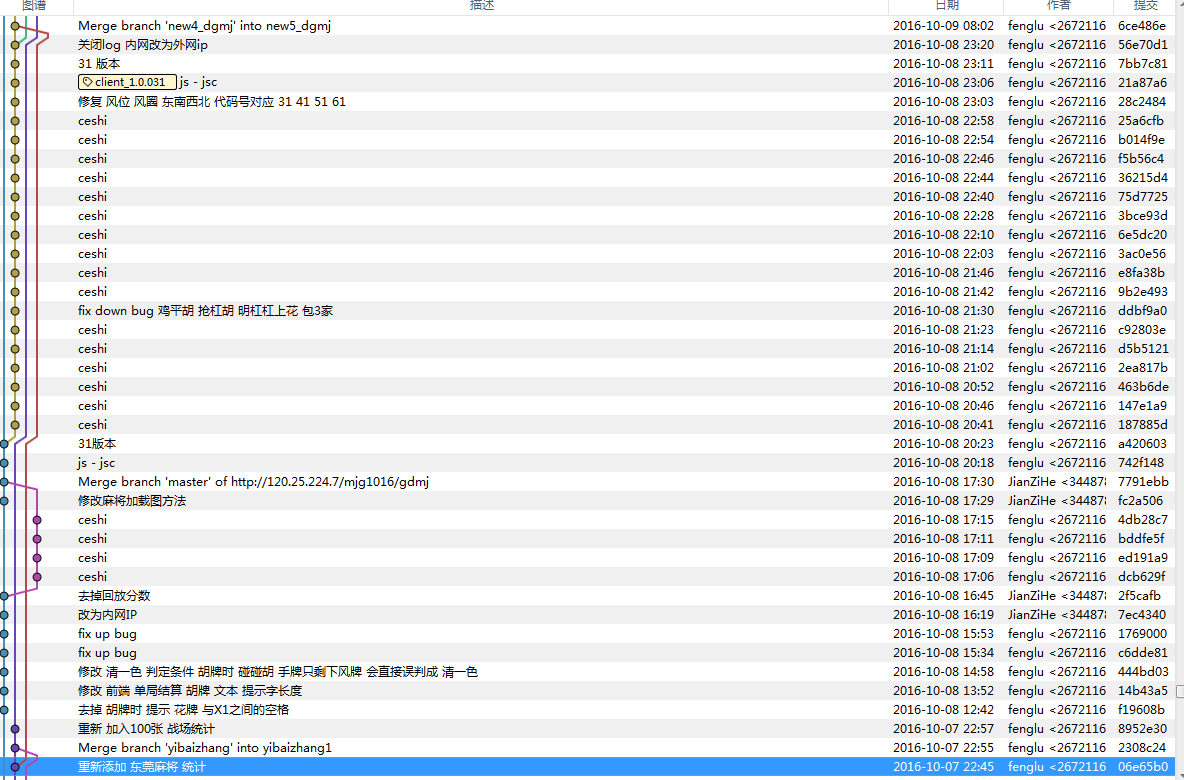 图谱 描述 日期 作者 提交
Merge branch 'new4_dgmj' into new5_dgmj 2016-10-09 08:02 fenglu <2672116 6ce486e
关闭log 内网改为外网ip 2016-10-08 23:20 fenglu <2672116 56e70d1
31 版本 2016-10-08 23:11 fenglu <2672116 7bb7c81
client_1.0.031 js - jsc 2016-10-08 23:06 fenglu <2672116 21a87a6
修复 风位 风圈 东南西北 代码号对应 31 41 51 61 2016-10-08 23:03 fenglu <2672116 28c2484
ceshi 2016-10-08 22:58 fenglu <2672116 25a6cfb
ceshi 2016-10-08 22:54 fenglu <2672116 b014f9e
ceshi 2016-10-08 22:46 fenglu <2672116 f5b56c4
ceshi 2016-10-08 22:44 fenglu <2672116 36215d4
ceshi 2016-10-08 22:40 fenglu <2672116 75d7725
ceshi 2016-10-08 22:28 fenglu <2672116 3bce93d
ceshi 2016-10-08 22:10 fenglu <2672116 6e5dc20
ceshi 2016-10-08 22:03 fenglu <2672116 3ac0e56
ceshi 2016-10-08 21:46 fenglu <2672116 e8fa38b
ceshi 2016-10-08 21:42 fenglu <2672116 9b2e493
fix down bug 鸡平胡 抢杠胡 明杠杠上花 包3家 2016-10-08 21:30 fenglu <2672116 ddbf9a0
ceshi 2016-10-08 21:23 fenglu <2672116 c92803e
ceshi 2016-10-08 21:14 fenglu <2672116 d5b5121
ceshi 2016-10-08 21:02 fenglu <2672116 2ea817b
ceshi 2016-10-08 20:52 fenglu <2672116 463b6de
ceshi 2016-10-08 20:46 fenglu <2672116 147e1a9
ceshi 2016-10-08 20:41 fenglu <2672116 187885d
31版本 2016-10-08 20:23 fenglu <2672116 a420603
js - jsc 2016-10-08 20:18 fenglu <2672116 742f148
Merge branch 'master' of http://120.25.224.7/mjg1016/gdmj 2016-10-08 17:30 JianZiHe <344878 7791ebb
修改麻将加载图方法 2016-10-08 17:29 JianZiHe <344878 fc2a506
ceshi 2016-10-08 17:15 fenglu <2672116 4db28c7
ceshi 2016-10-08 17:11 fenglu <2672116 bddfe5f
ceshi 2016-10-08 17:09 fenglu <2672116 ed191a9
ceshi 2016-10-08 17:06 fenglu <2672116 dcb629f
去掉回放分数 2016-10-08 16:45 JianZiHe <344878 2f5cafb
改为内网IP 2016-10-08 16:19 JianZiHe <344878 7ec4340
fix up bug 2016-10-08 15:53 fenglu <2672116 1769000
fix up bug 2016-10-08 15:34 fenglu <2672116 c6dde81
修改 清一色 判定条件 胡牌时 碰碰胡 手牌只剩下风牌 会直接误判成 清一色 2016-10-08 14:58 fenglu <2672116 444bd03
修改 前端 单局结算 胡牌 文本 提示字长度 2016-10-08 13:52 fenglu <2672116 14b43a5
去掉 胡牌时 提示 花牌 与X1之间的空格 2016-10-08 12:42 fenglu <2672116 f19608b
重新 加入100张 战场统计 2016-10-07 22:57 fenglu <2672116 8952e30
Merge branch 'yibaizhang' into yibaizhang1 2016-10-07 22:55 fenglu <2672116 2308c24
重新添加 东莞麻将 统计 2016-10-07 22:45 fenglu <2672116 06e65b0